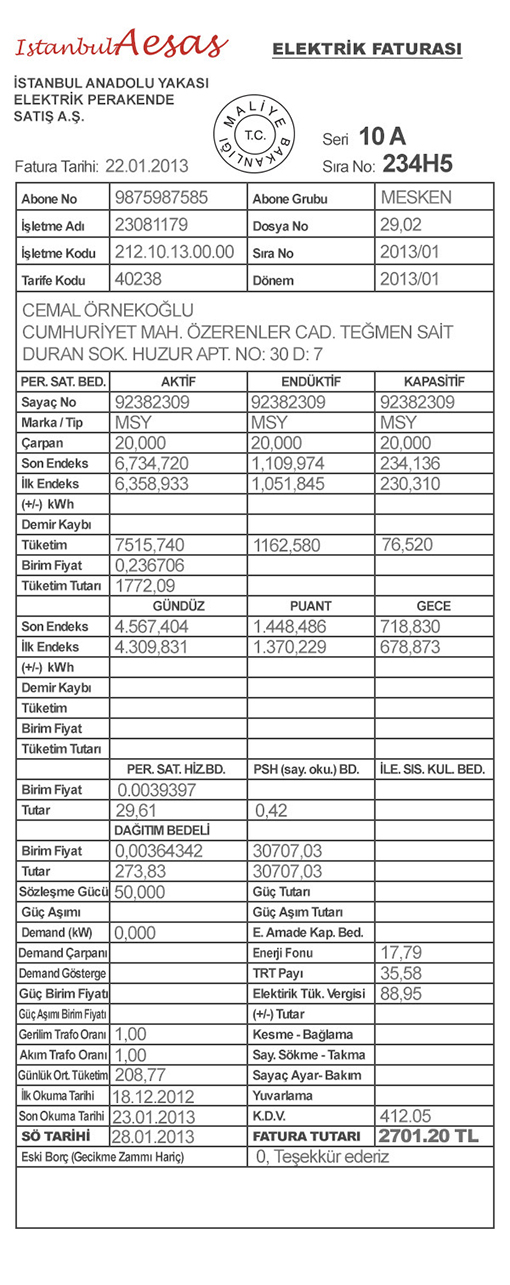 IstanbulAesas
ELEKTRİK FATURASI
İSTANBUL ANADOLU YAKASI
ELEKTRİK PERAKENDE
SATIŞ A.Ş.
MALİYE BAKANLIĞI
T.C.
Seri 10 A
Fatura Tarihi: 22.01.2013
Sıra No: 234H5
Abone No 9875987585 Abone Grubu MESKEN
İşletme Adı 23081179 Dosya No 29,02
İşletme Kodu 212.10.13.00.00 Sıra No 2013/01
Tarife Kodu 40238 Dönem 2013/01
CEMAL ÖRNEKOĞLU
CUMHURİYET MAH. ÖZERENLER CAD. TEĞMEN SAİT
DURAN SOK. HUZUR APT. NO: 30 D: 7
PER. SAT. BED. AKTİF ENDÜKTİF KAPASİTİF
Sayaç No 92382309 92382309 92382309
Marka / Tip MSY MSY MSY
Çarpan 20,000 20,000 20,000
Son Endeks 6,734,720 1,109,974 234,136
İlk Endeks 6,358,933 1,051,845 230,310
(+/-) kWh
Demir Kaybı
Tüketim 7515,740 1162,580 76,520
Birim Fiyat 0,236706
Tüketim Tutarı 1772,09
GÜNDÜZ PUANT GECE
Son Endeks 4.567,404 1.448,486 718,830
İlk Endeks 4.309,831 1.370,229 678,873
(+/-) kWh
Demir Kaybı
Tüketim
Birim Fiyat
Tüketim Tutarı
PER. SAT. HİZ.BD. PSH (say. oku.) BD. İLE. SİS. KUL. BED.
Birim Fiyat 0.0039397
Tutar 29,61 0,42
DAĞITIM BEDELİ
Birim Fiyat 0,00364342 30707,03
Tutar 273,83 30707,03
Sözleşme Gücü 50,000 Güç Tutarı
Güç Aşımı Güç Aşım Tutarı
Demand (kW) 0,000 E. Amade Kap. Bed.
Demand Çarpanı Enerji Fonu 17,79
Demand Gösterge TRT Payı 35,58
Güç Birim Fiyatı Elektirik Tük. Vergisi 88,95
Güç Aşımı Birim Fiyatı (+/-) Tutar
Gerilim Trafo Oranı 1,00 Kesme - Bağlama
Akım Trafo Oranı 1,00 Say. Sökme - Takma
Günlük Ort. Tüketim 208,77 Sayaç Ayar- Bakım
İlk Okuma Tarihi 18.12.2012 Yuvarlama
Son Okuma Tarihi 23.01.2013 K.D.V. 412.05
SÖ TARİHİ 28.01.2013 FATURA TUTARI 2701.20 TL
Eski Borç (Gecikme Zammı Hariç) 0, Teşekkür ederiz